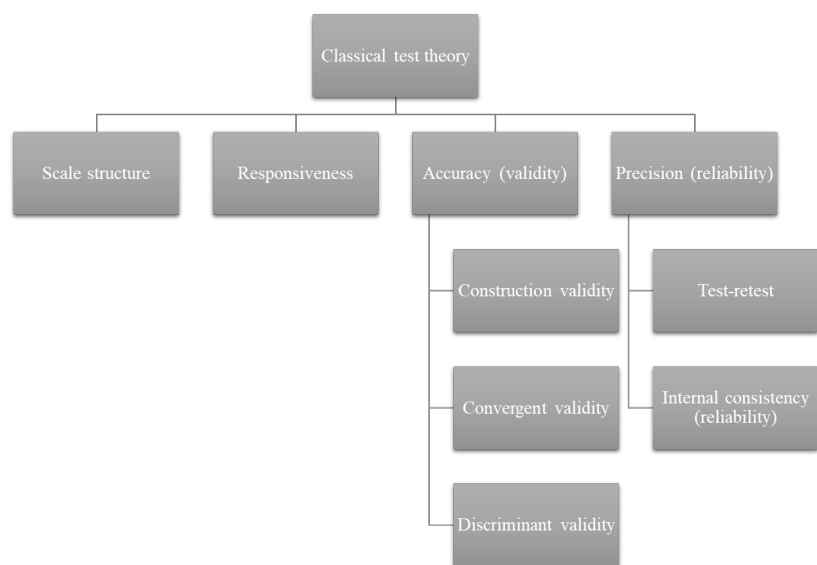 Classical test theory
Scale structure
Responsiveness
Accuracy (validity)
Precision (reliability)
Construction validity
Test-retest
Convergent validity
Internal consistency
(reliability)
Discriminant validity